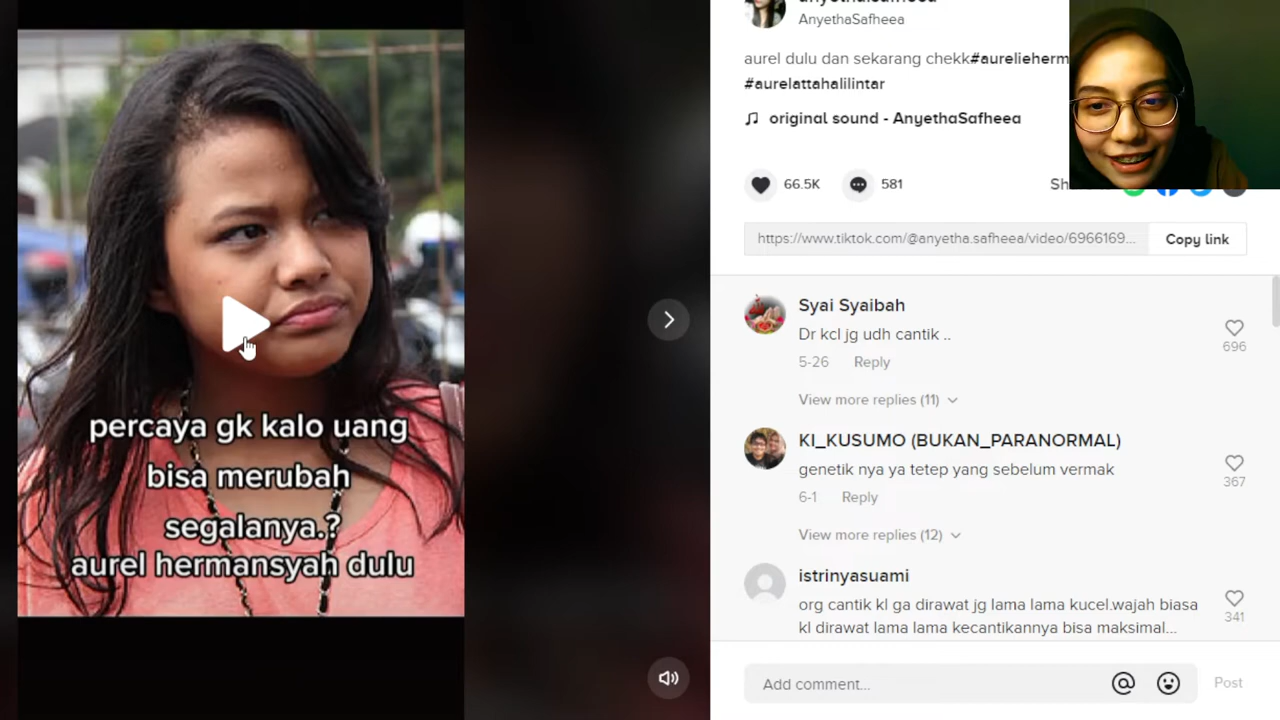 percaya gk kalo uang
bisa merubah
segalanya.?
aurel hermansyah dulu
AnyethaSafheea
aurel dulu dan sekarang chekk#aurelieherm
#aurelattahalilintar
original sound - AnyethaSafheea
66.5K
581
https://www.tiktok.com/@anyetha.safheea/video/6966169...
Copy link
Syai Syaibah
Dr kcl jg udh cantik ..
696
5-26 Reply
View more replies (11)
KI_KUSUMO (BUKAN_PARANORMAL)
genetik nya ya tetep yang sebelum vermak
367
6-1 Reply
View more replies (12)
istrinyasuami
org cantik kl ga dirawat jg lama lama kucel.wajah biasa
341
kl dirawat lama lama kecantikannya bisa maksimal...
Add comment...
Post